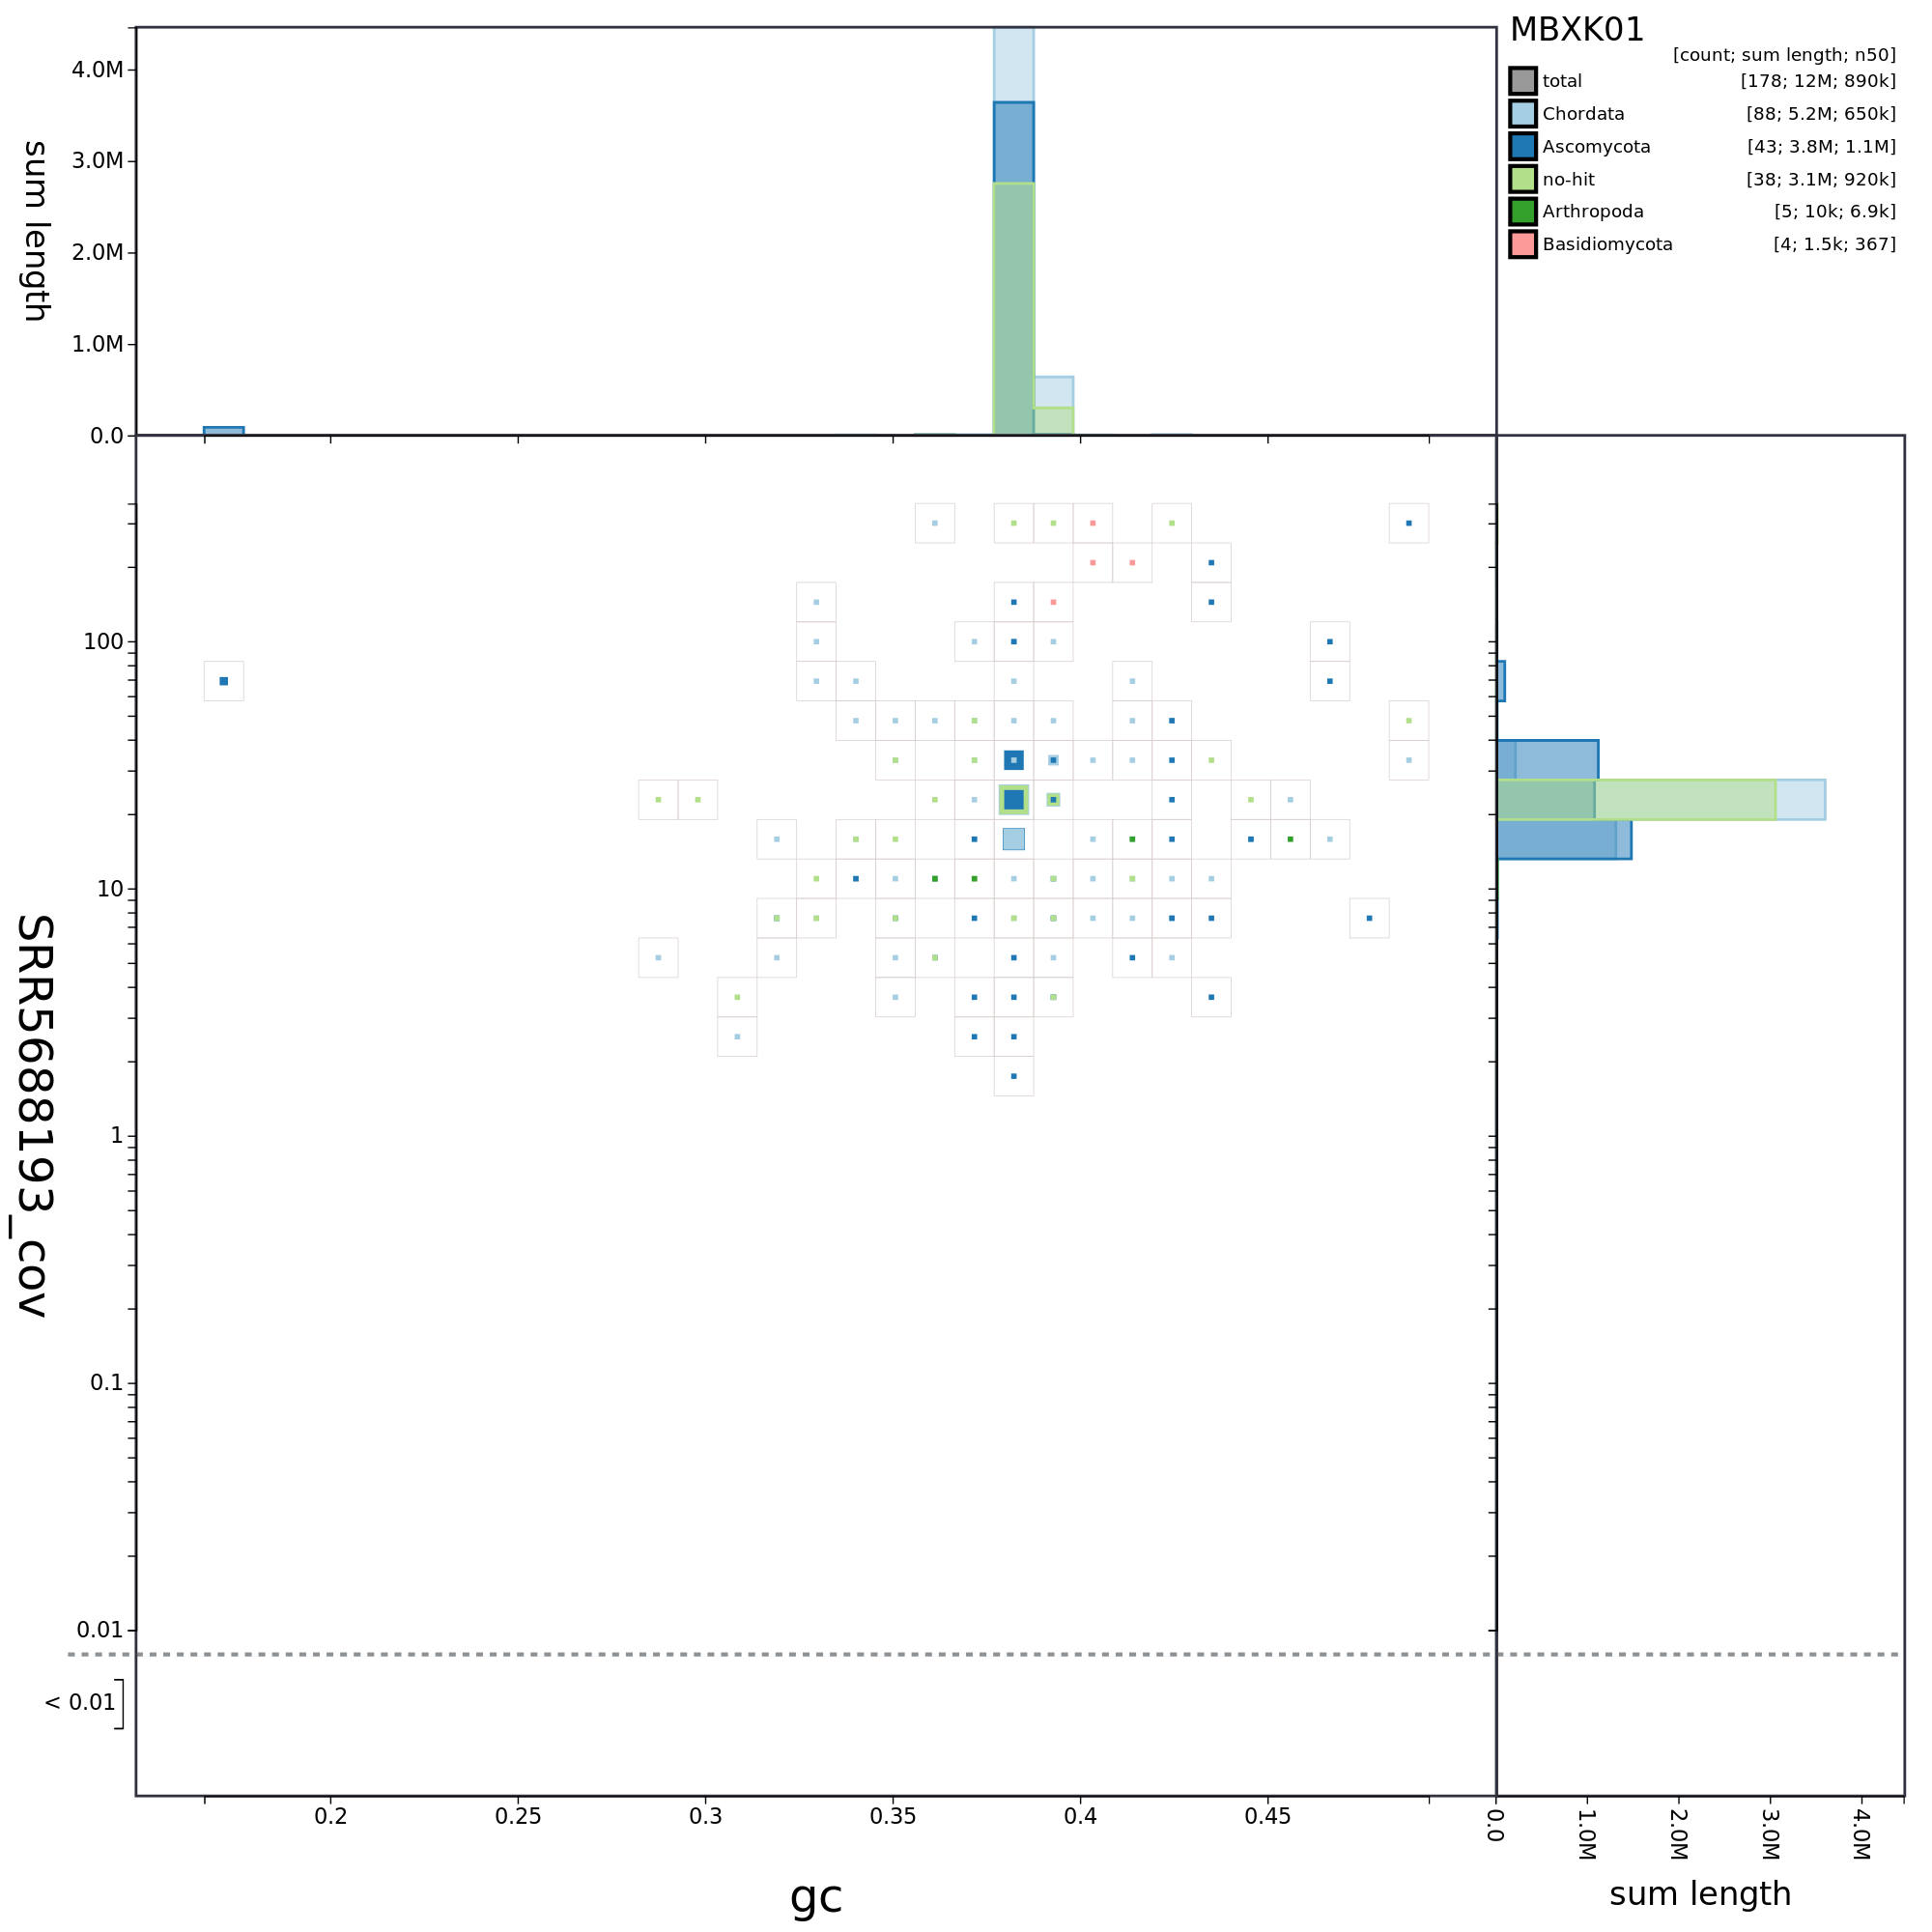 MBXK01
[count; sum length; n50]
total [178; 12M; 890k]
Chordata [88; 5.2M; 650k]
Ascomycota [43; 3.8M; 1.1M]
no-hit [38; 3.1M; 920k]
Arthropoda [5; 10k; 6.9k]
Basidiomycota [4; 1.5k; 367]
sum length
4.0M
3.0M
2.0M
1.0M
0.0
SRR5688193_cov
100
10
1
0.1
0.01
< 0.01
0.2 0.25 0.3 0.35 0.4 0.45
gc
0.0 1.0M 2.0M 3.0M 4.0M
sum length